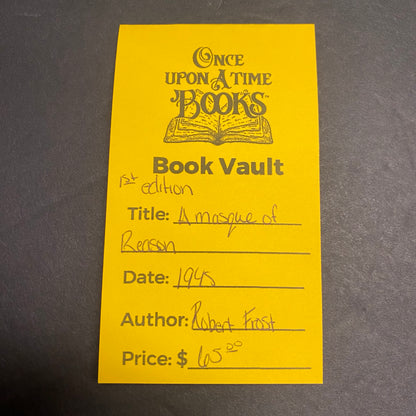 ONCE
UPON A TIME
BOOKS
Book Vault
1st edition
Title: A masque of
Reason
Date: 1945
Author: Robert Frost
Price: $ 65.00